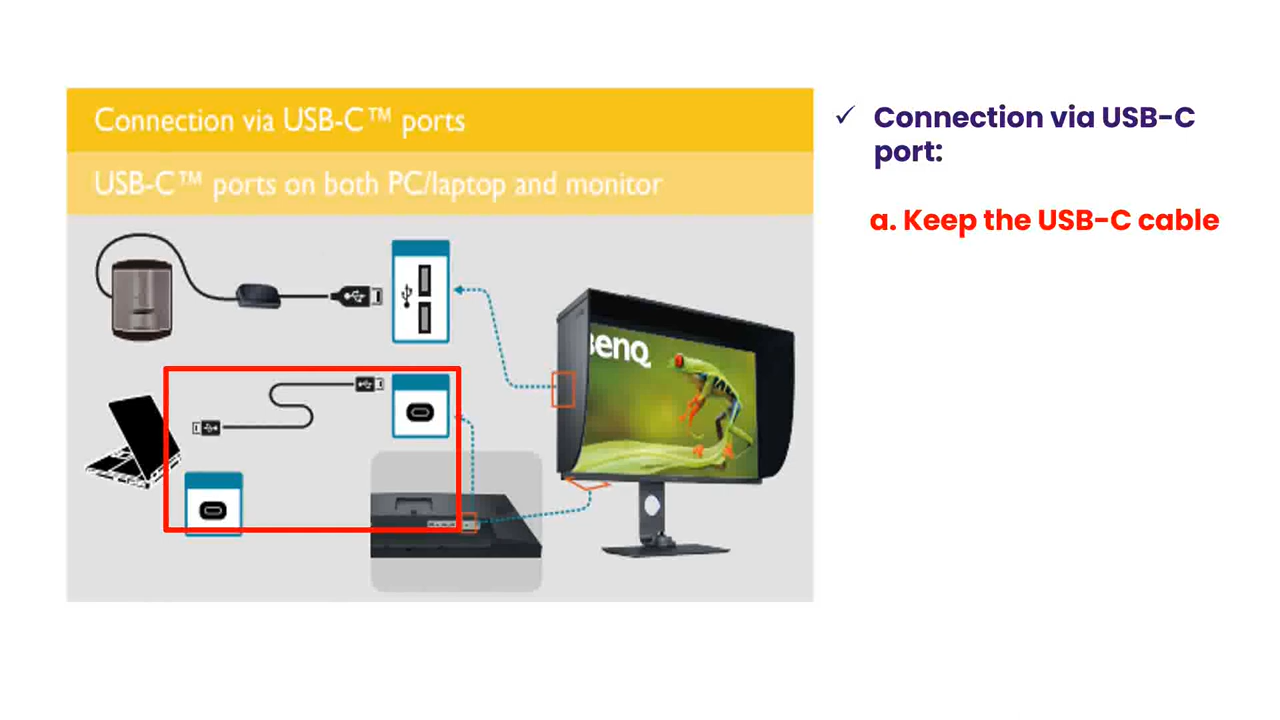 Connection via USB-C™ ports
USB-C™ ports on both PC/laptop and monitor
BenQ
✓ Connection via USB-C
port:
a. Keep the USB-C cable